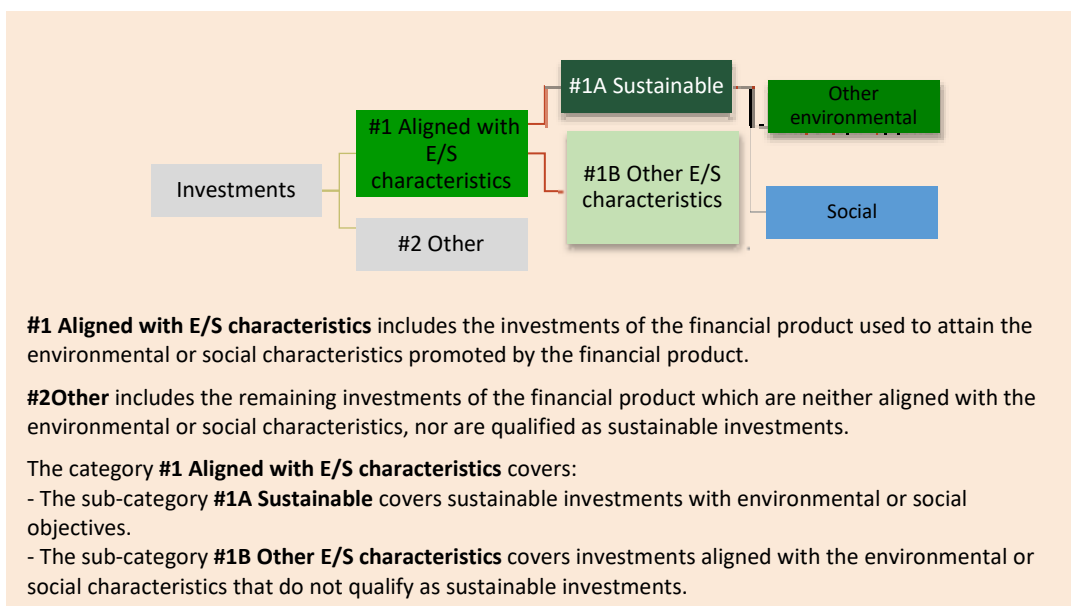 #1A Sustainable
Other
environmental
#1 Aligned with
E/S
characteristics
#1B Other E/S
characteristics
Investments
Social
#2 Other
#1 Aligned with E/S characteristics includes the investments of the financial product used to attain the
environmental or social characteristics promoted by the financial product.
#2Other includes the remaining investments of the financial product which are neither aligned with the
environmental or social characteristics, nor are qualified as sustainable investments.
The category #1 Aligned with E/S characteristics covers:
- The sub-category #1A Sustainable covers sustainable investments with environmental or social
objectives.
- The sub-category #1B Other E/S characteristics covers investments aligned with the environmental or
social characteristics that do not qualify as sustainable investments.